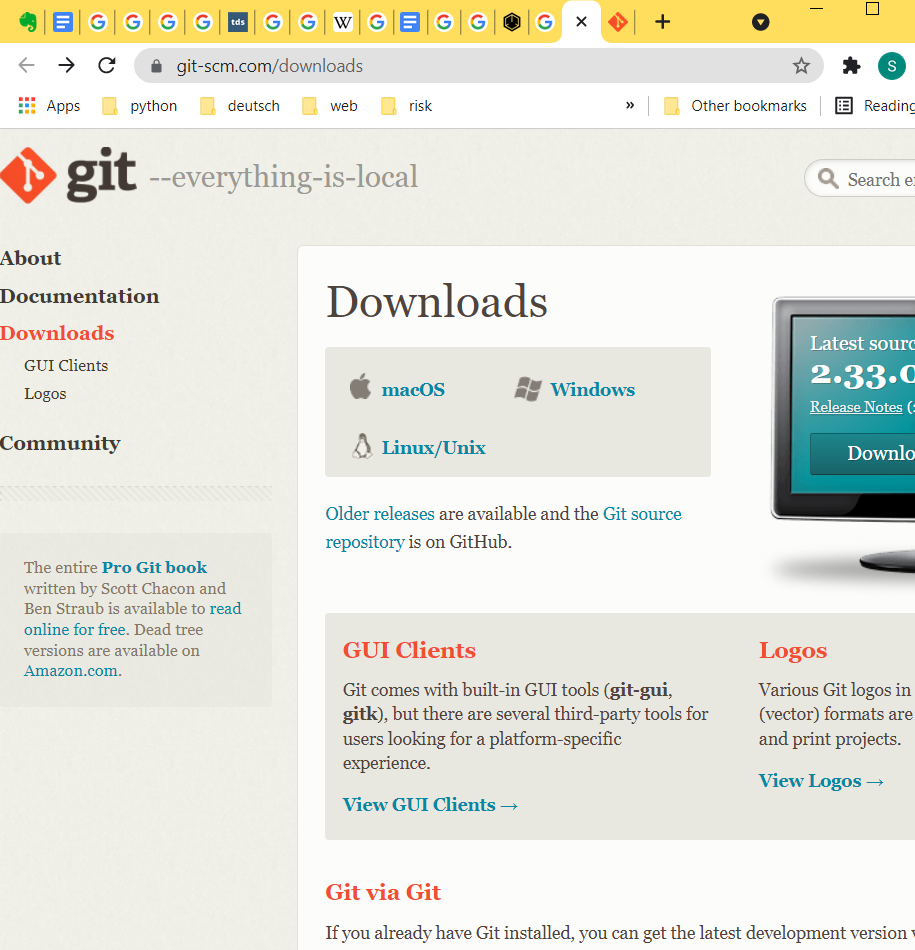 tds
W
git-scm.com/downloads
S
Apps
python
deutsch
web
risk
»
Other bookmarks
Reading
git --everything-is-local
Search
About
Documentation
Downloads
GUI Clients
Logos
Community
The entire Pro Git book
written by Scott Chacon and
Ben Straub is available to read
online for free. Dead tree
versions are available on
Amazon.com.
Downloads
macOS
Windows
Linux/Unix
Older releases are available and the Git source
repository is on GitHub.
Latest sourc
2.33.0
Release Notes (2
Downlo
GUI Clients
Git comes with built-in GUI tools (git-gui,
gitk), but there are several third-party tools for
users looking for a platform-specific
experience.
View GUI Clients →
Logos
Various Git logos in
(vector) formats are
and print projects.
View Logos →
Git via Git
If you already have Git installed, you can get the latest development version